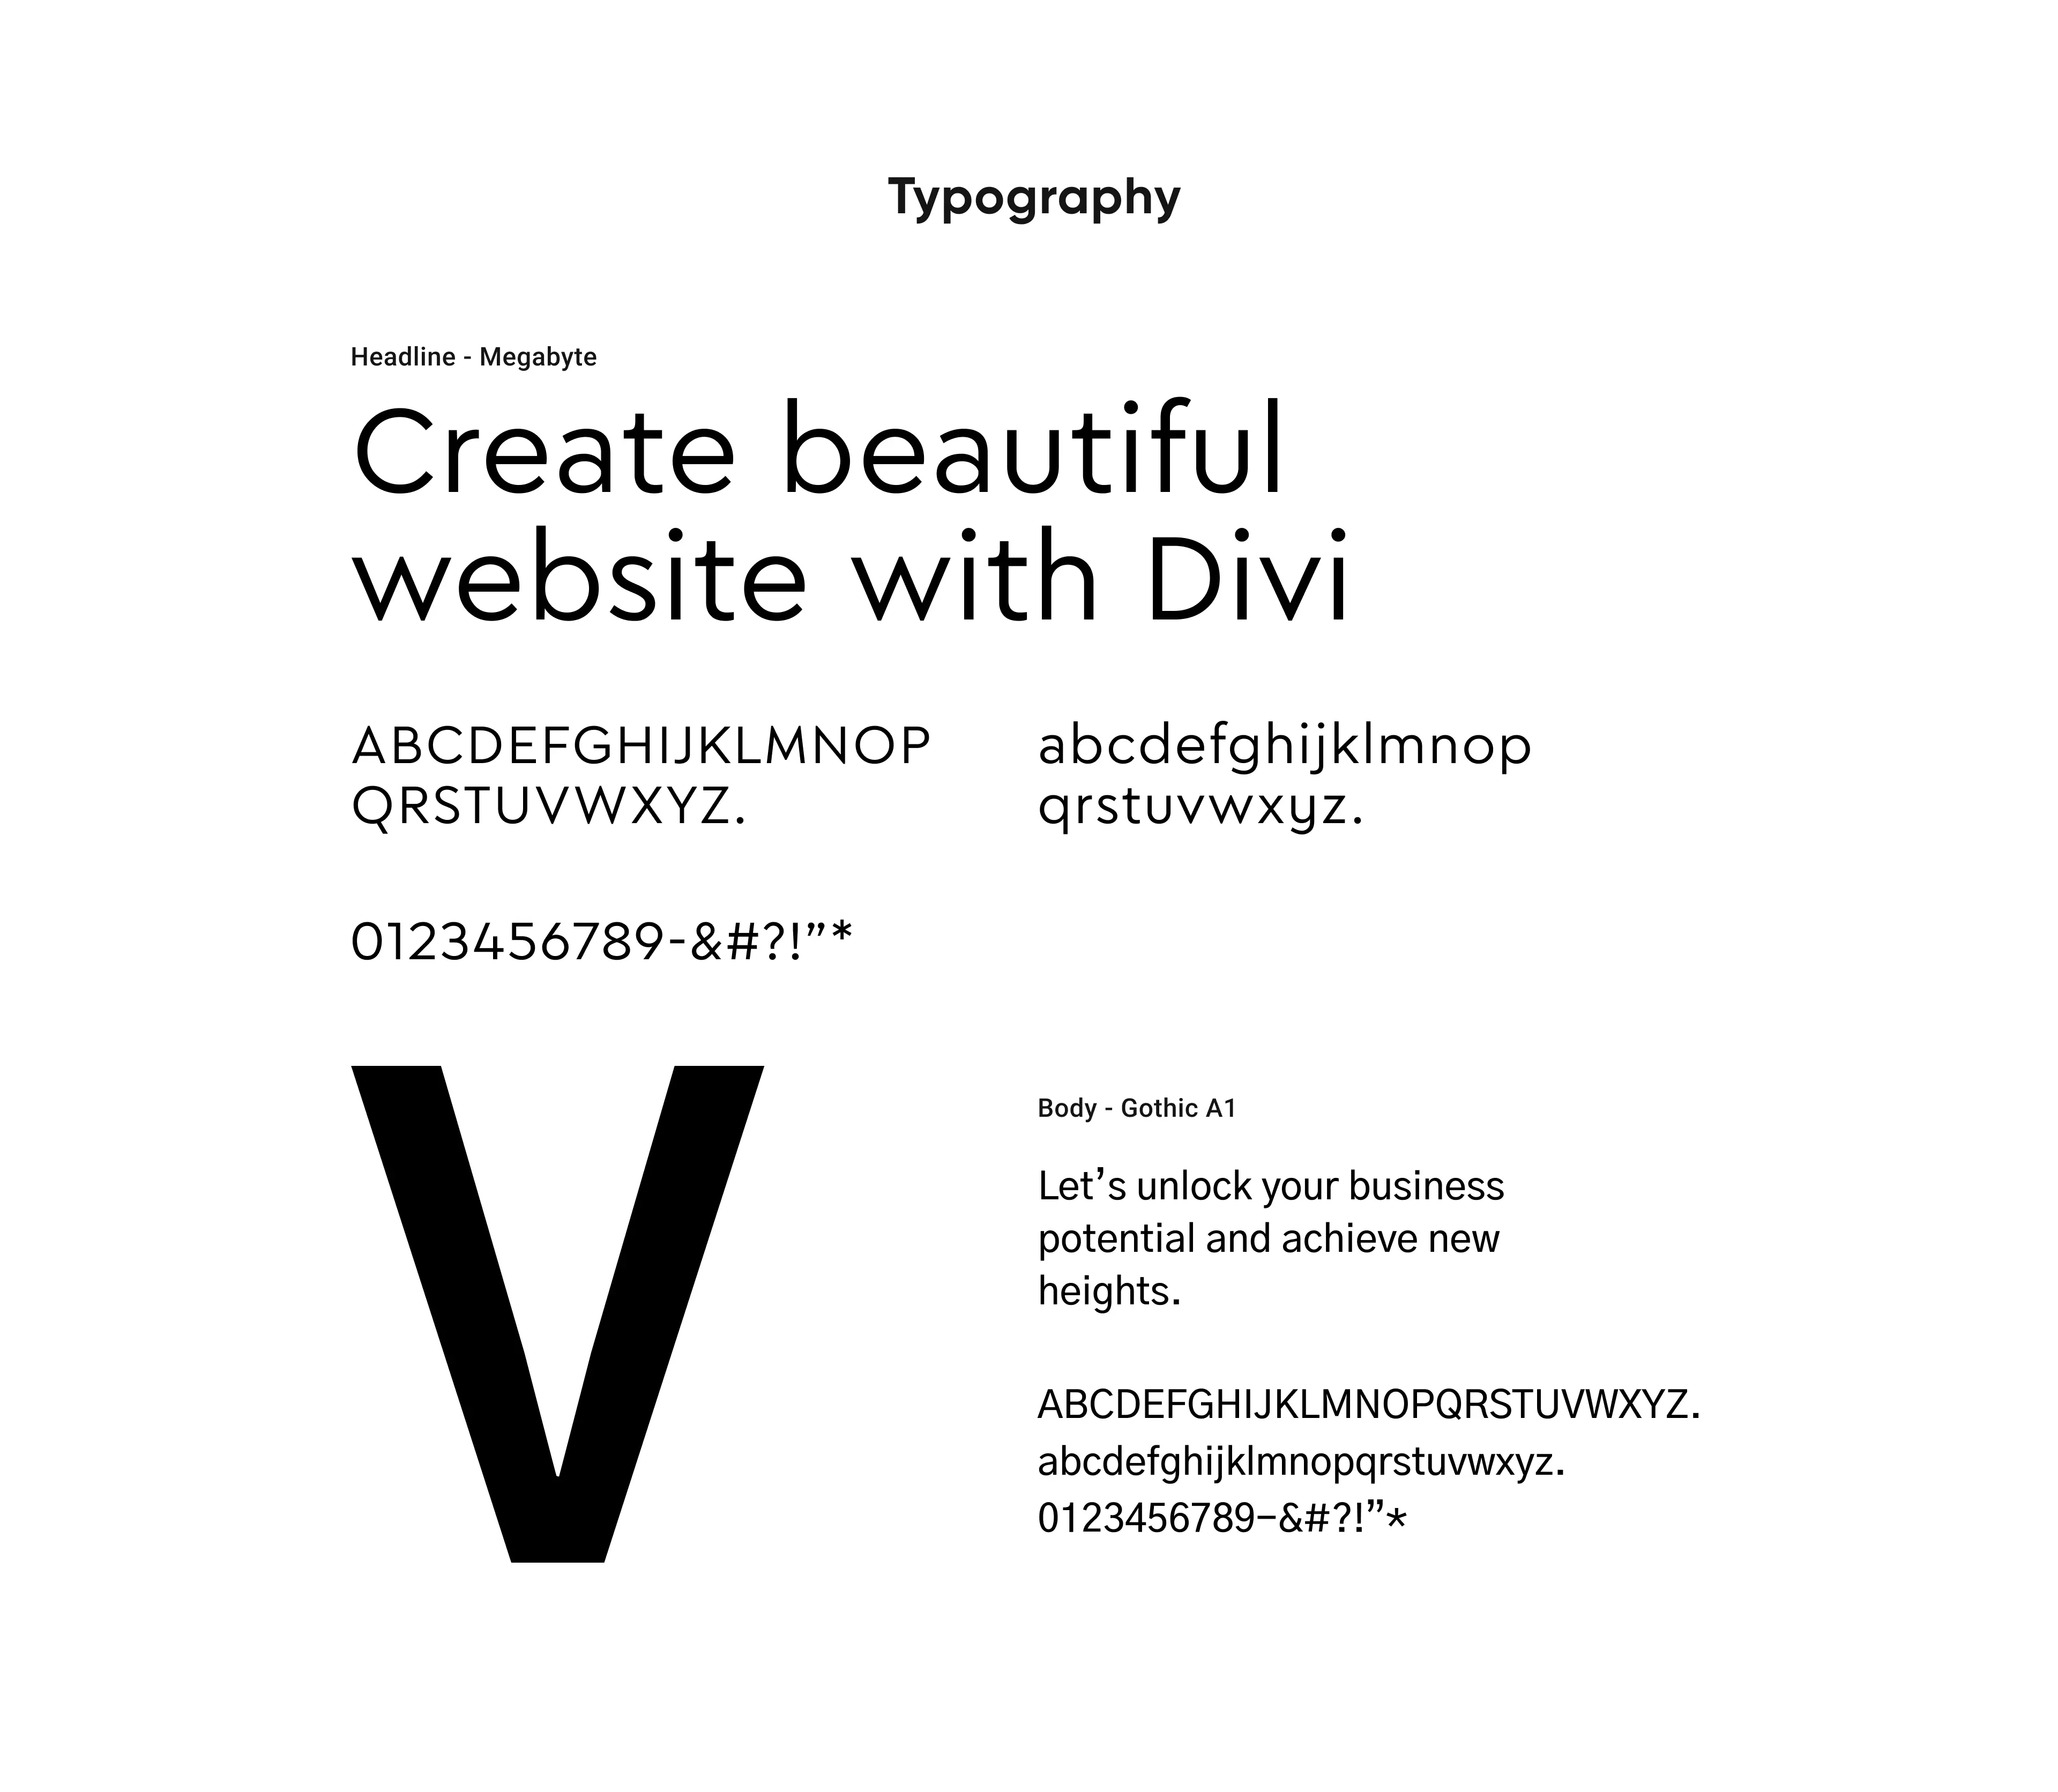 Typography
Headline - Megabyte
Create beautiful
website with Divi
ABCDEFGHIJKLMNOP
QRSTUVWXYZ.
abcdefghijklmnop
qrstuvwxyz.
0123456789-&#?!”*
V
Body - Gothic A1
Let’s unlock your business
potential and achieve new
heights.
ABCDEFGHIJKLMNOPQRSTUVWXYZ.
abcdefghijklmnopqrstuvwxyz.
0123456789–&#?!”*